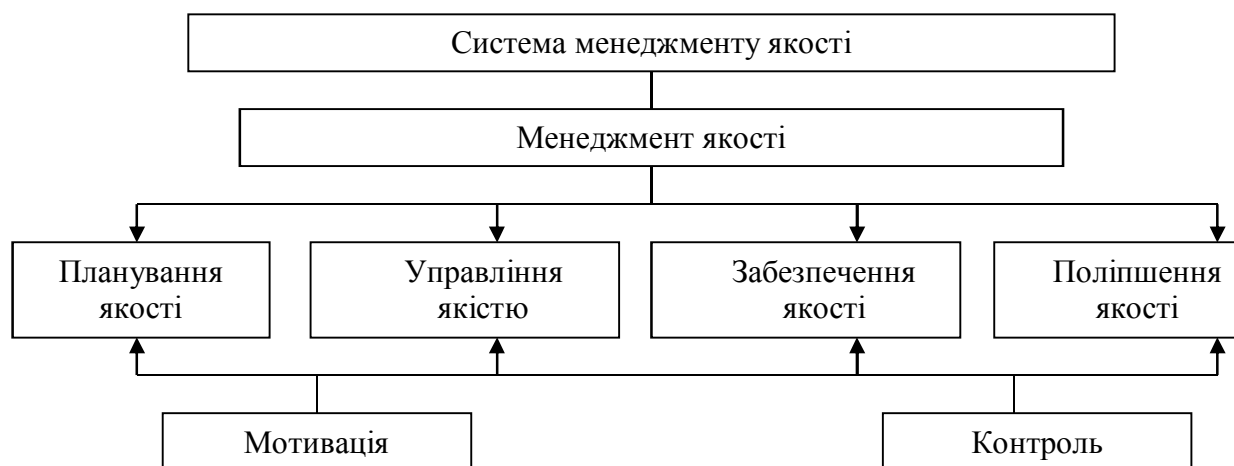 Система менеджменту якості
Менеджмент якості
Планування
якості
Управління
якістю
Забезпечення
якості
Поліпшення
якості
Мотивація
Контроль